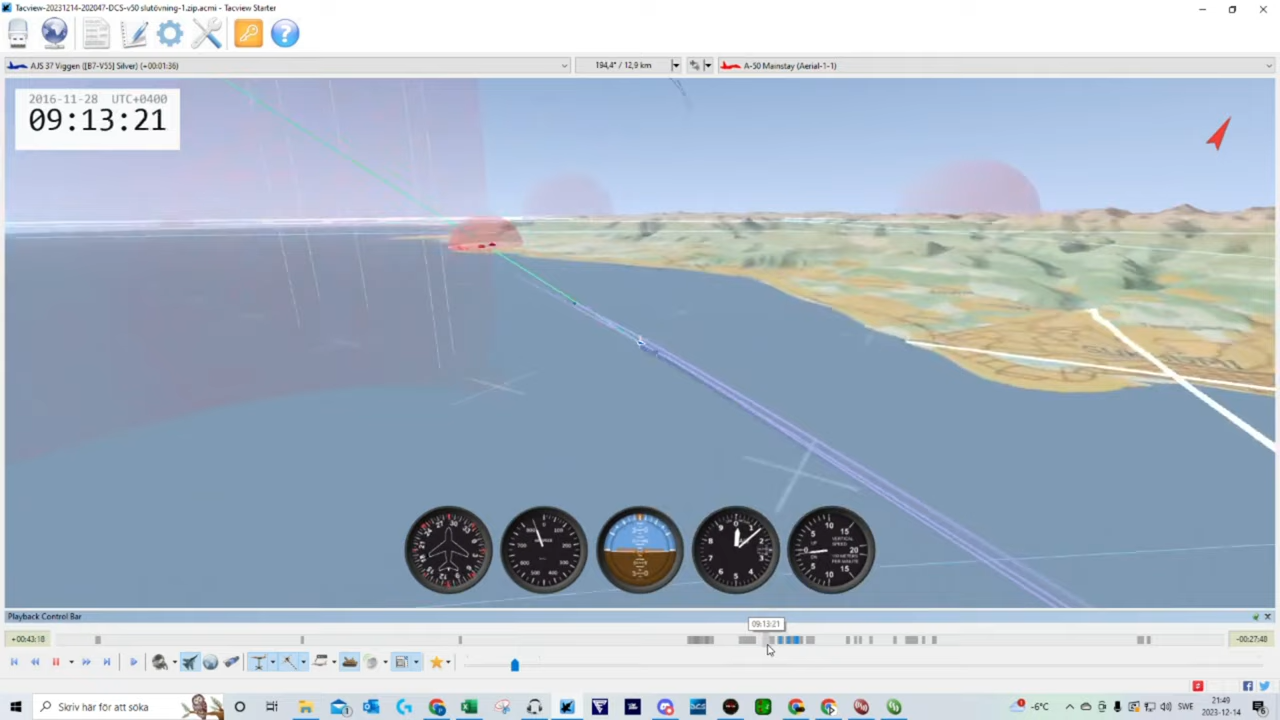 Tacview-20231214-202047-DCS-v50 slutövning-1.zip.acmi - Tacview Starter
AJS 37 Viggen ([B7-V55] Silver) (+00:01:36)
194,4° / 12,9 km
A-50 Mainstay (Aerial-1-1)
2016-11-28 UTC+0400
09:13:21
VERTICAL
SPEED
Playback Control Bar
09:13:21
+00:43:18
-00:27:48
Skriv här för att söka
-6°C
SWE
21:49
2023-12-14